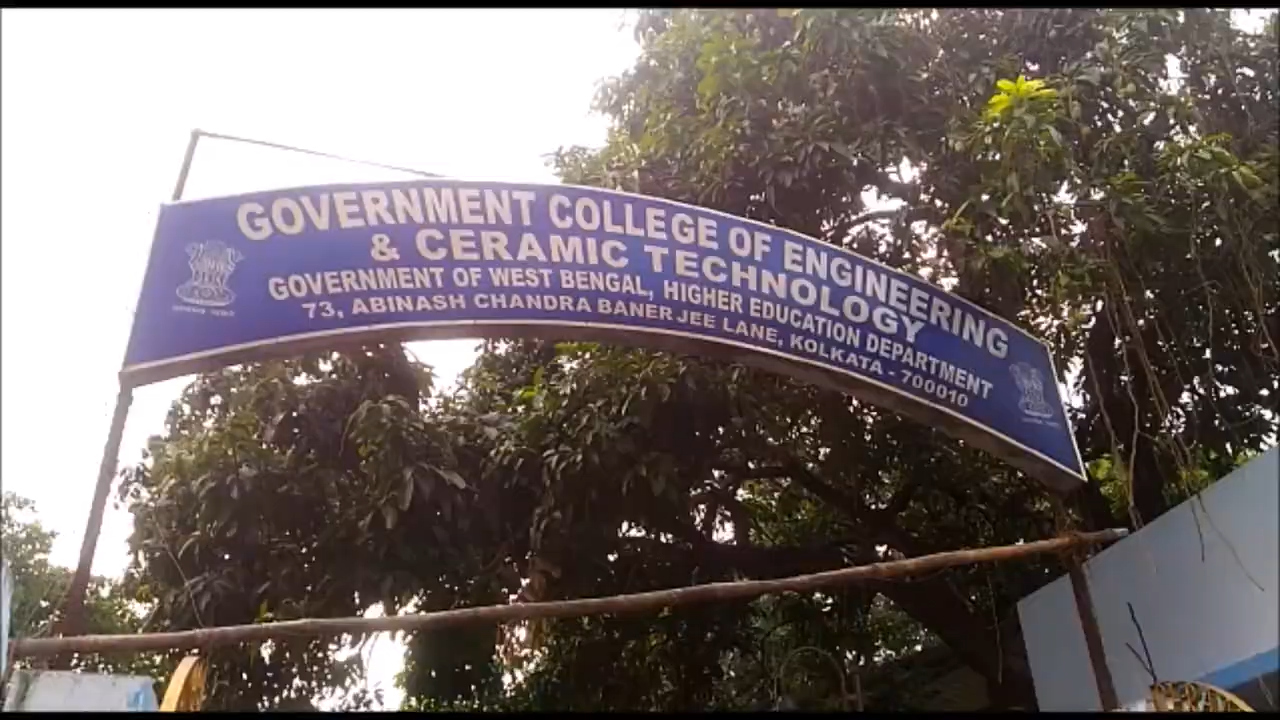 GOVERNMENT COLLEGE OF ENGINEERING
& CERAMIC TECHNOLOGY
GOVERNMENT OF WEST BENGAL, HIGHER EDUCATION DEPARTMENT
73, ABINASH CHANDRA BANERJEE LANE, KOLKATA - 700010